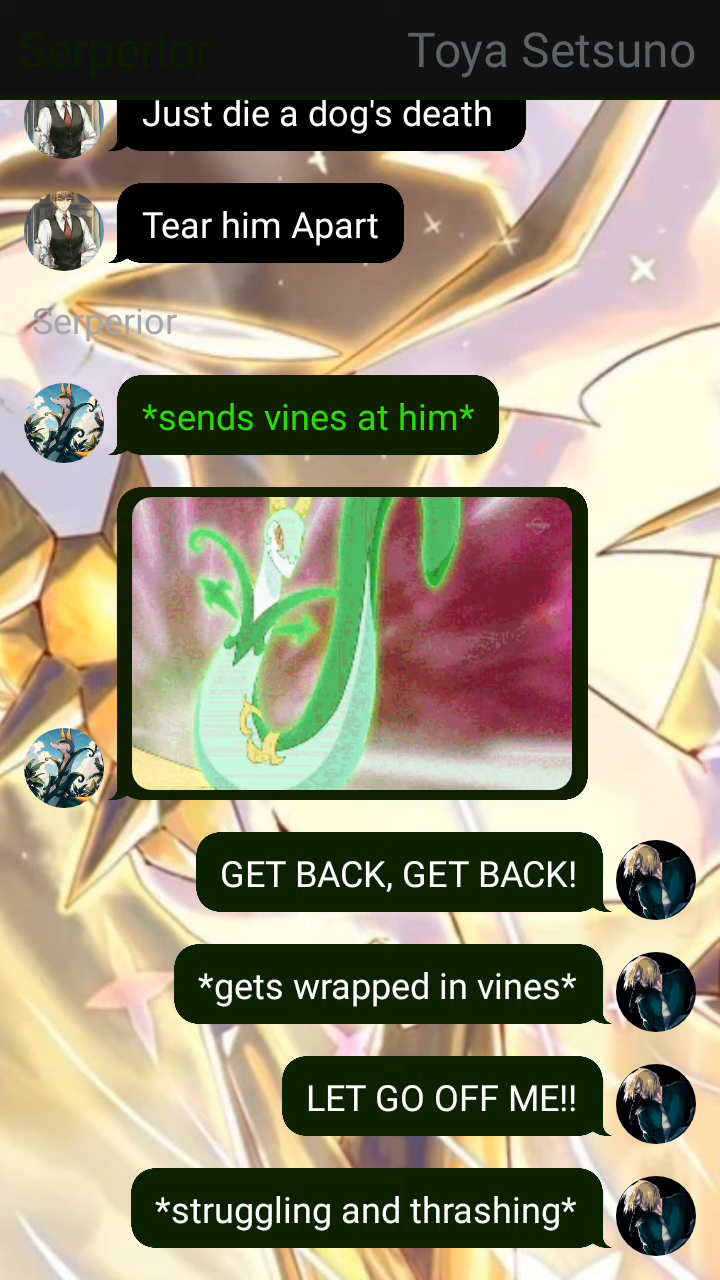 Serperior
Toya Setsuno
Just die a dog's death
Tear him Apart
Serperior
*sends vines at him*
GET BACK, GET BACK!
*gets wrapped in vines*
LET GO OFF ME!!
*struggling and thrashing*